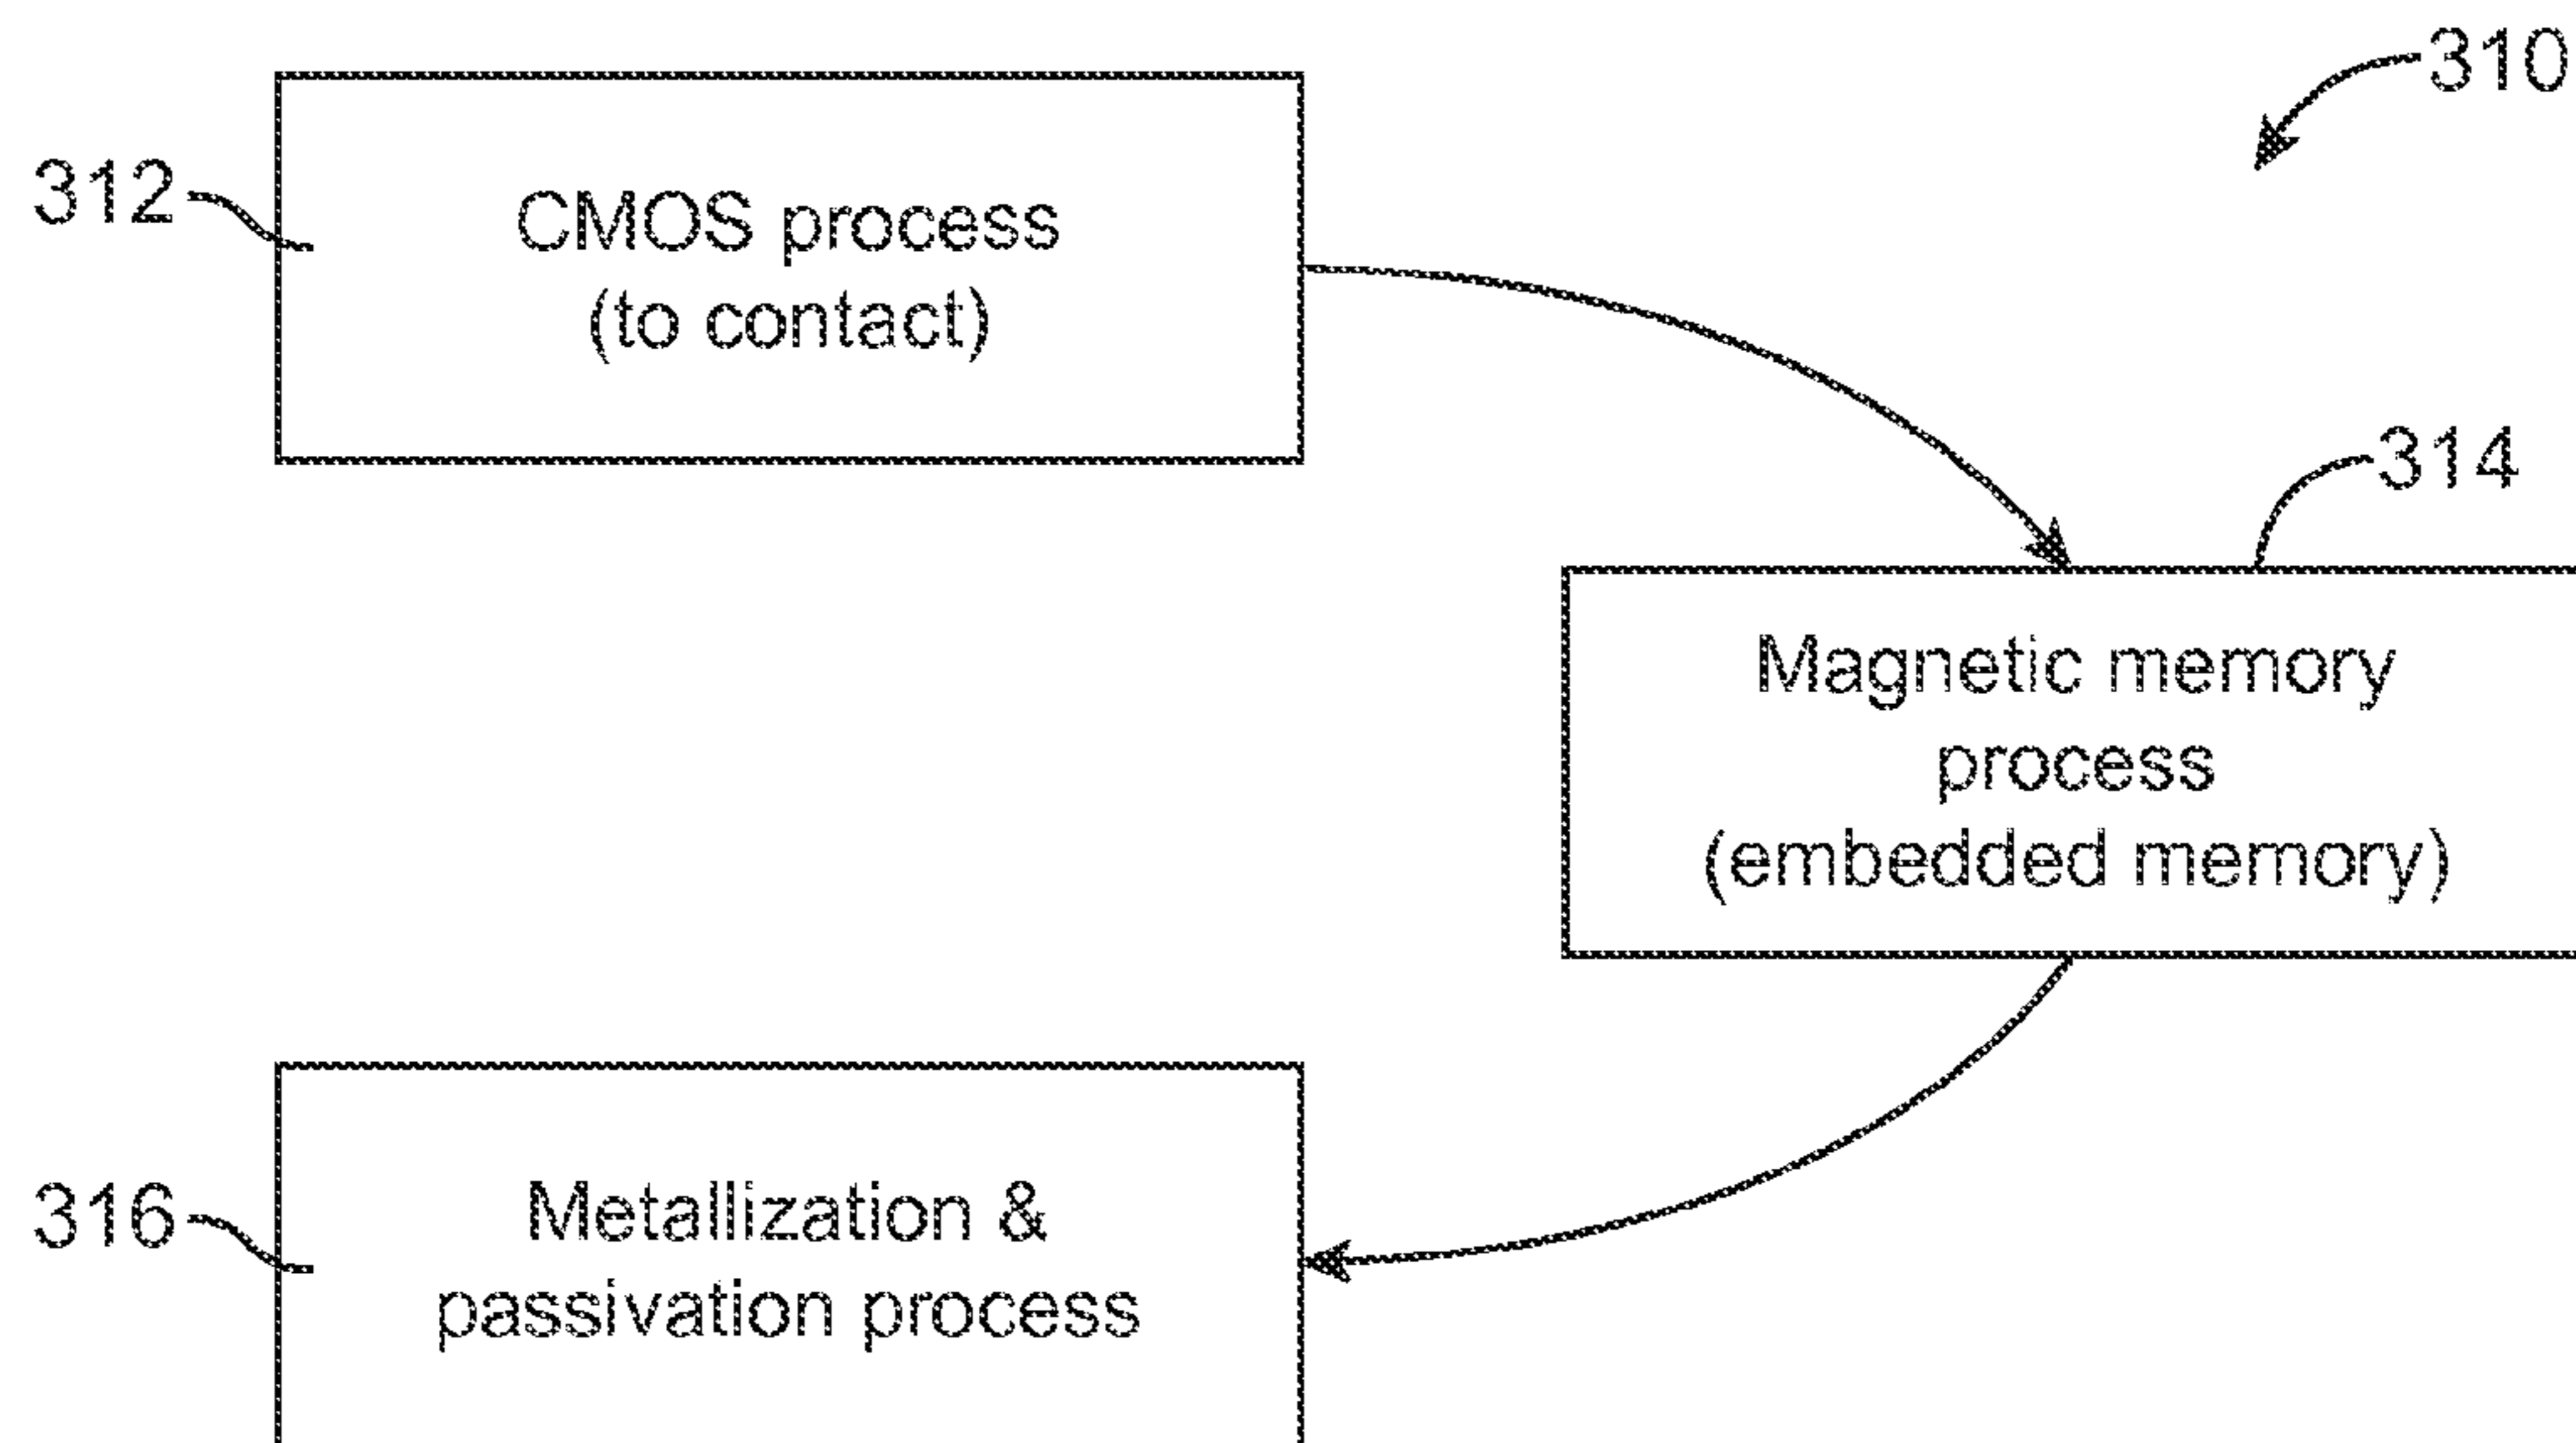 310
312
CMOS process
(to contact)
314
Magnetic memory
process
(embedded memory)
316
Metallization &
passivation process